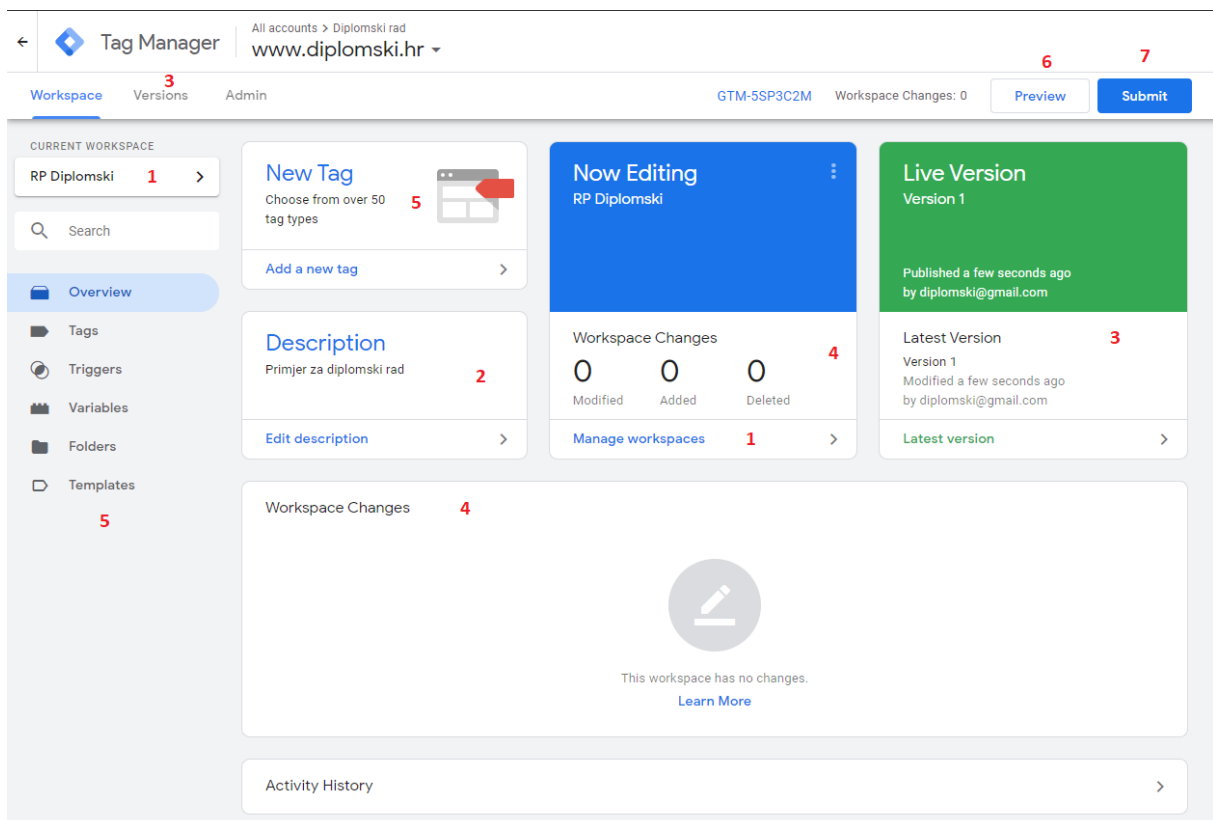 All accounts > Diplomski rad
Tag Manager
www.diplomski.hr
3
6
7
Workspace Versions Admin
GTM-5SP3C2M Workspace Changes: 0 Preview Submit
CURRENT WORKSPACE
RP Diplomski 1
Search
Overview
Tags
Triggers
Variables
Folders
Templates
5
New Tag
Choose from over 50
tag types
5
Add a new tag
Description
Primjer za diplomski rad
2
Edit description
Now Editing
RP Diplomski
Workspace Changes
4
0 0 0
Modified Added Deleted
Manage workspaces 1
Live Version
Version 1
Published a few seconds ago
by diplomski@gmail.com
Latest Version 3
Version 1
Modified a few seconds ago
by diplomski@gmail.com
Latest version
Workspace Changes 4
This workspace has no changes.
Learn More
Activity History